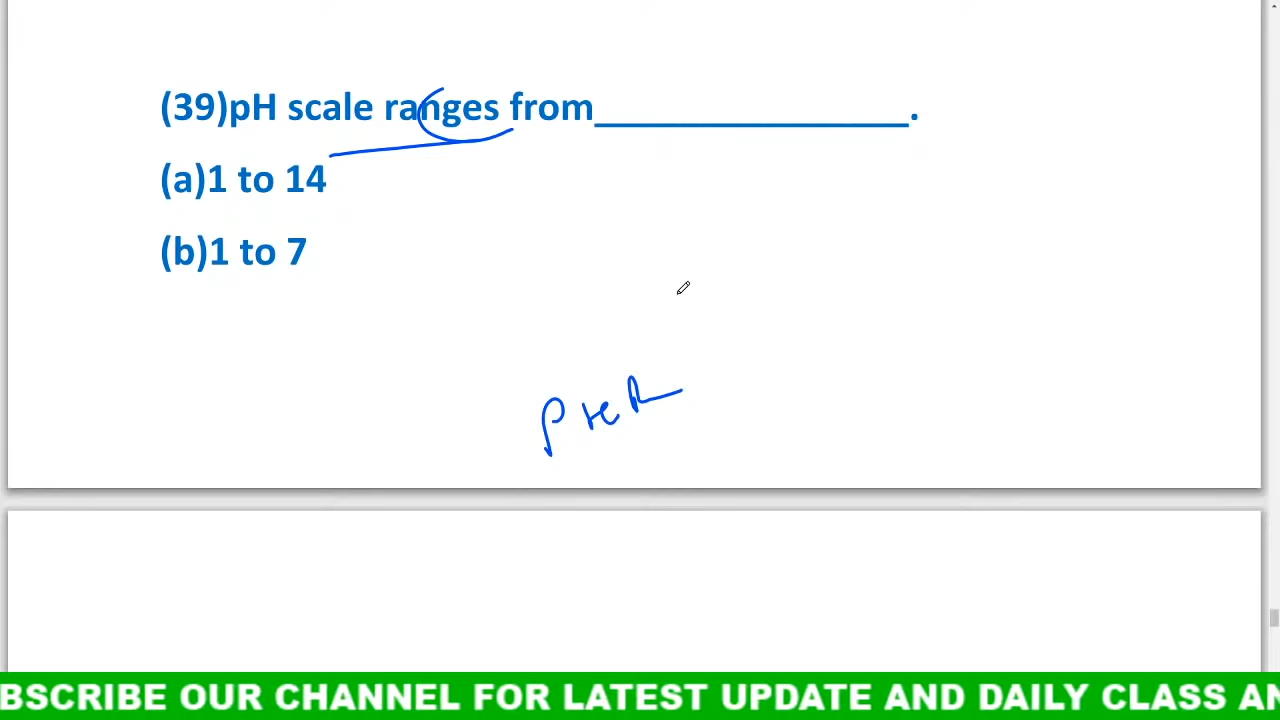 (39)pH scale ranges from________________.
(a)1 to 14
(b)1 to 7
BSCRIBE OUR CHANNEL FOR LATEST UPDATE AND DAILY CLASS AN